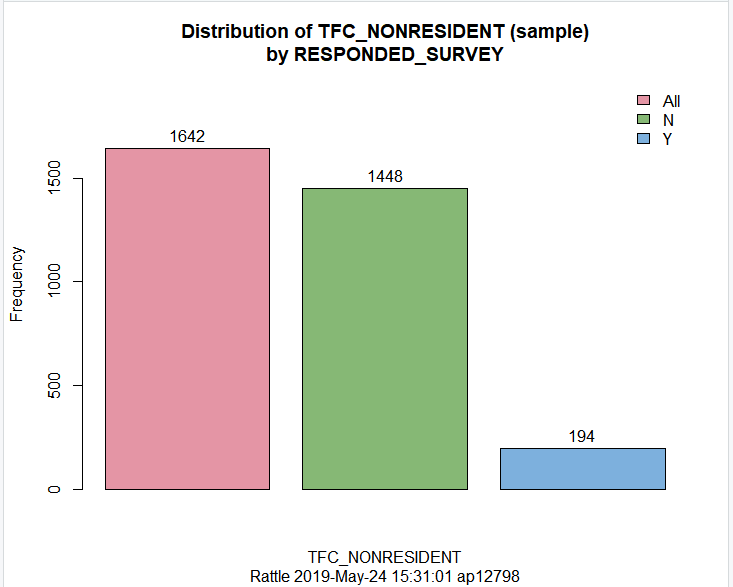 Distribution of TFC_NONRESIDENT (sample)
by RESPONDED_SURVEY
All
N
Y
1642
1448
194
Frequency
1500
1000
500
0
TFC_NONRESIDENT
Rattle 2019-May-24 15:31:01 ap12798